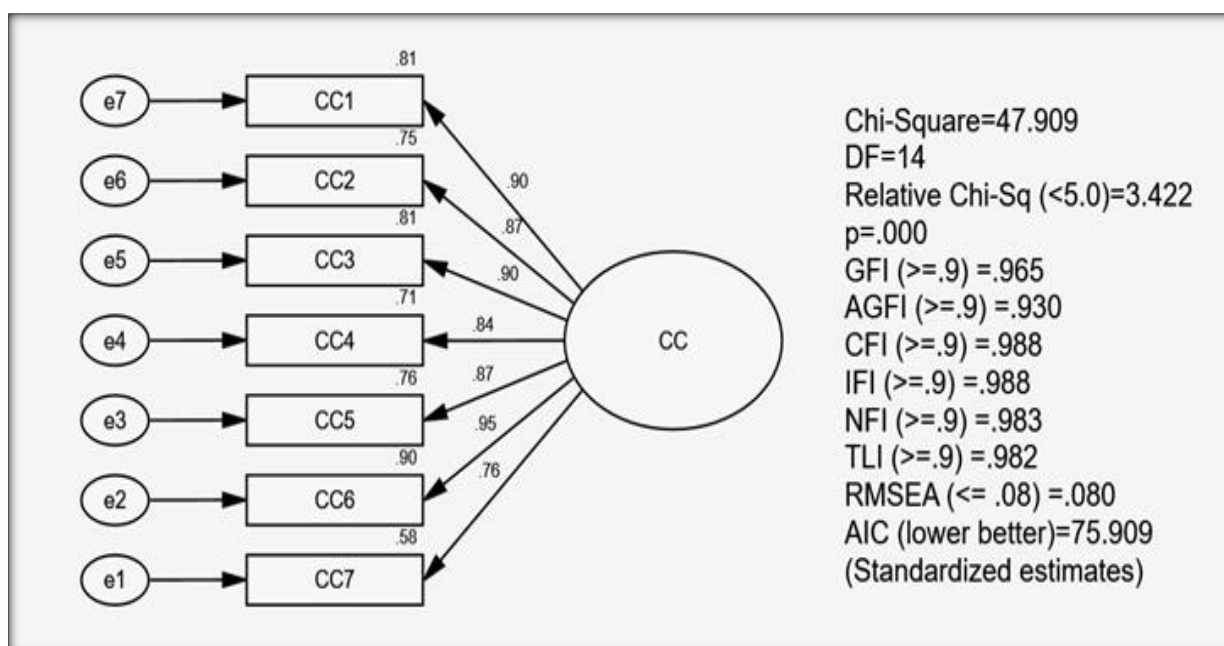 .81
e7 CC1
.75
e6 CC2
.90
.81
.87
e5 CC3
.90
.71
e4 CC4
.84
CC
.76
.87
e3 CC5
.95
.90
.76
e2 CC6
.58
e1 CC7
Chi-Square=47.909
DF=14
Relative Chi-Sq (<5.0)=3.422
p=.000
GFI (>=.9) =.965
AGFI (>=.9) =.930
CFI (>=.9) =.988
IFI (>=.9) =.988
NFI (>=.9) =.983
TLI (>=.9) =.982
RMSEA (<= .08) =.080
AIC (lower better)=75.909
(Standardized estimates)